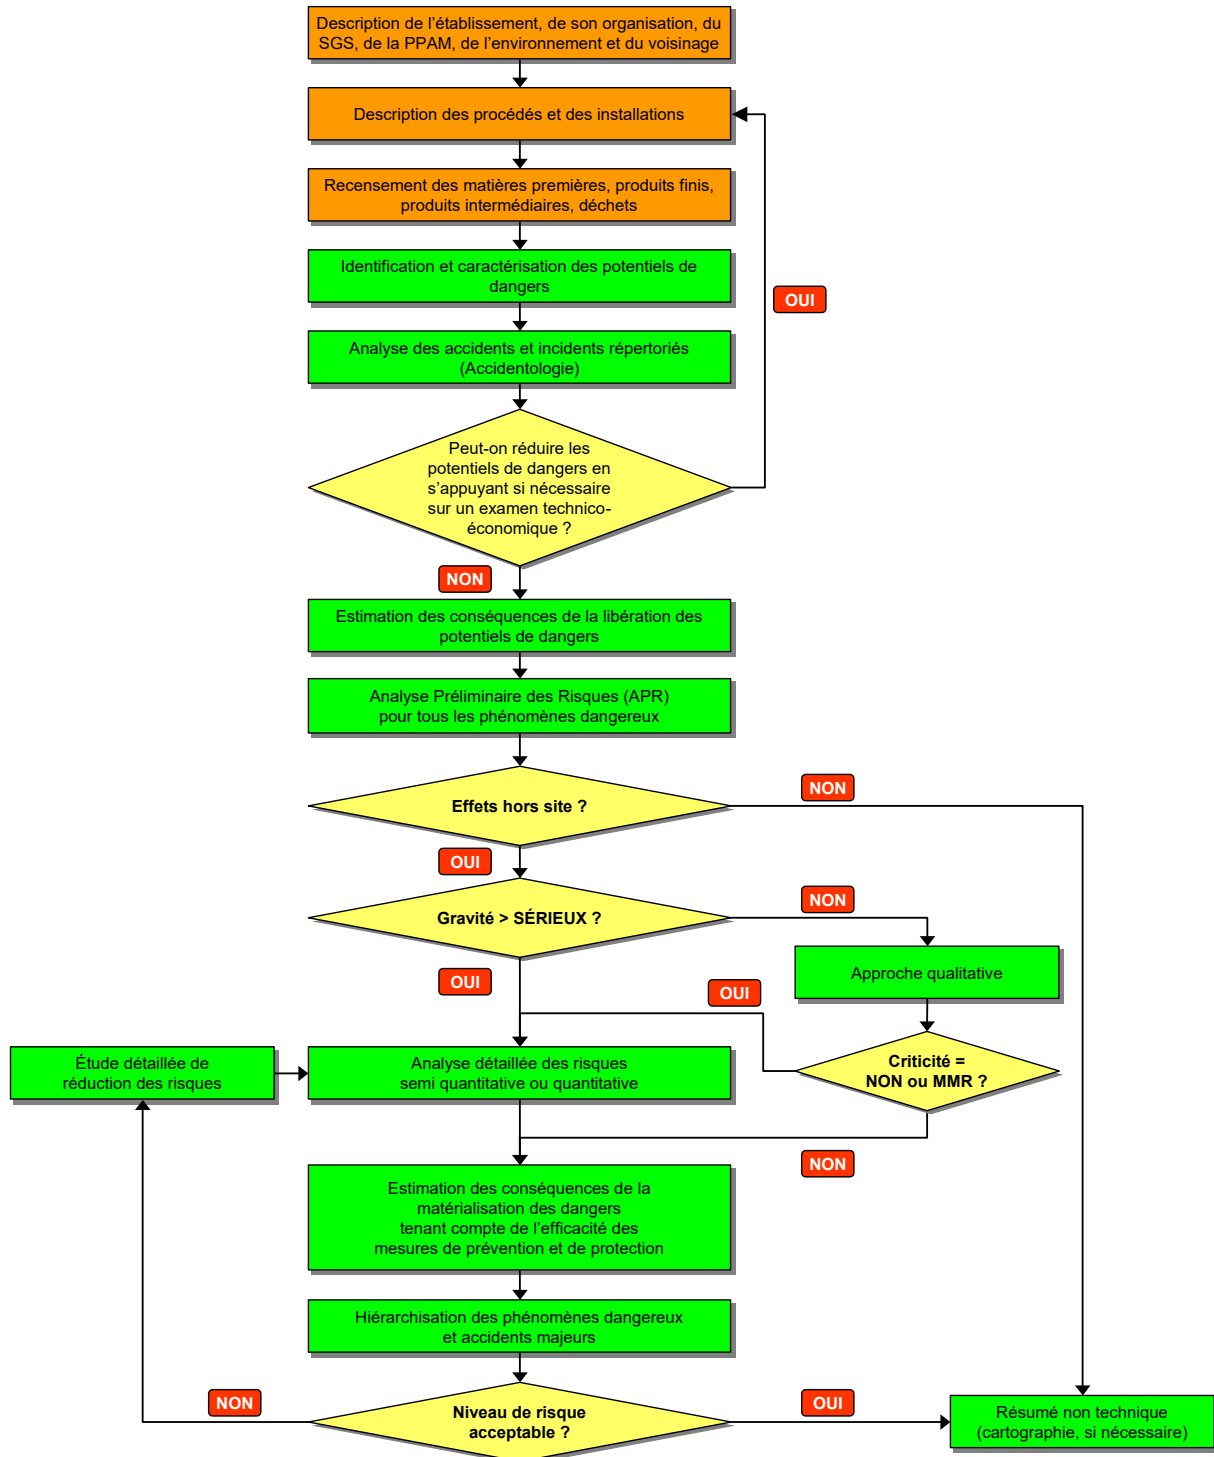 Description de l’établissement, de son organisation, du
SGS, de la PPAM, de l’environnement et du voisinage
Description des procédés et des installations
Recensement des matières premières, produits finis,
produits intermédiaires, déchets
Identification et caractérisation des potentiels de
dangers
OUI
Analyse des accidents et incidents répertoriés
(Accidentologie)
Peut-on réduire les
potentiels de dangers en
s’appuyant si nécessaire
sur un examen technico-
économique ?
NON
Estimation des conséquences de la libération des
potentiels de dangers
Analyse Préliminaire des Risques (APR)
pour tous les phénomènes dangereux
Effets hors site ?
NON
OUI
Gravité > SÉRIEUX ?
NON
Approche qualitative
OUI
OUI
Étude détaillée de
réduction des risques
Analyse détaillée des risques
semi quantitative ou quantitative
Criticité =
NON ou MMR ?
NON
Estimation des conséquences de la
matérialisation des dangers
tenant compte de l’efficacité des
mesures de prévention et de protection
Hiérarchisation des phénomènes dangereux
et accidents majeurs
NON
Niveau de risque
acceptable ?
OUI
Résumé non technique
(cartographie, si nécessaire)